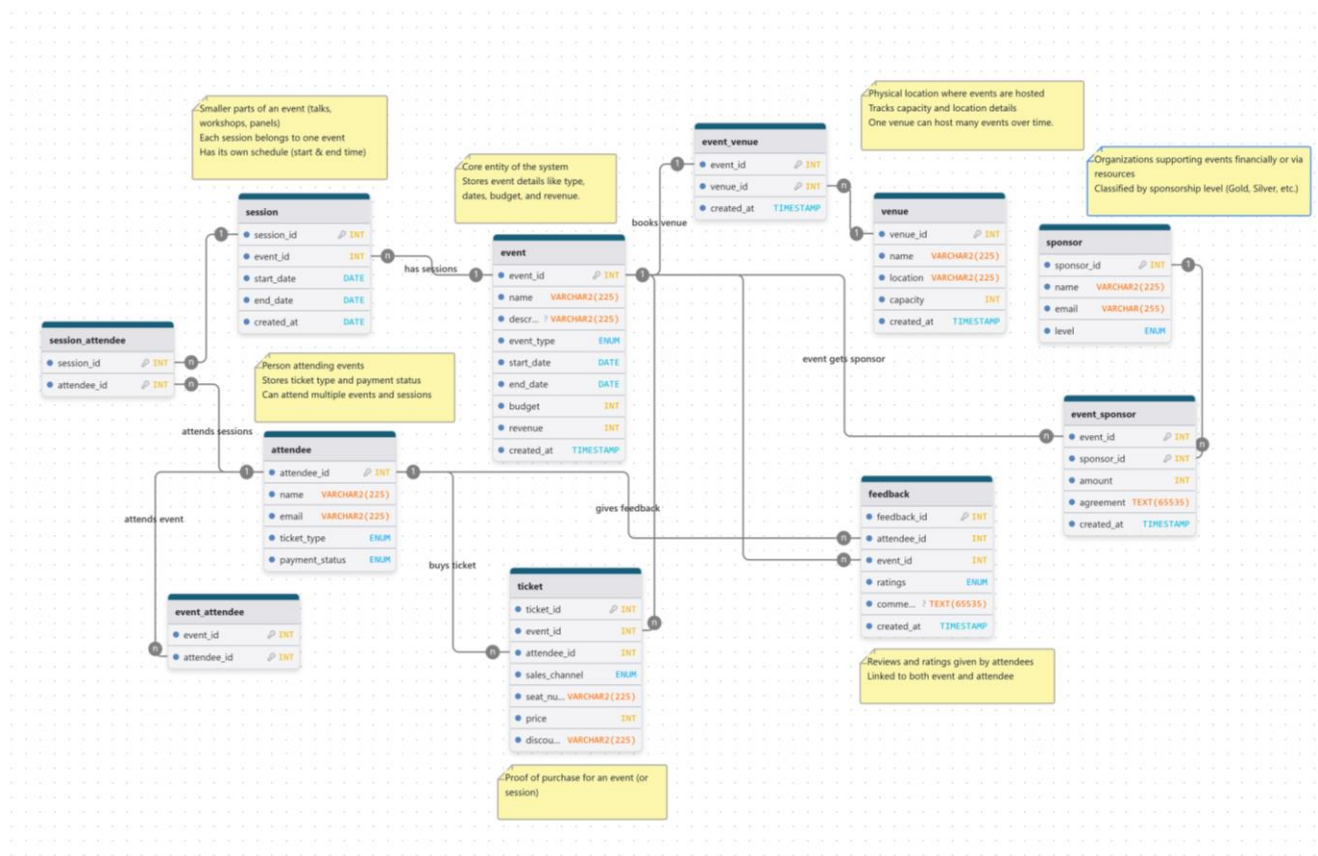 Smaller parts of an event (talks,
workshops, panels)
Each session belongs to one event
Has its own schedule (start & end time)
Core entity of the system
Stores event details like type,
dates, budget, and revenue.
Physical location where events are hosted
Tracks capacity and location details
One venue can host many events over time.
Organizations supporting events financially or via
resources
Classified by sponsorship level (Gold, Silver, etc.)
event_venue
event_id INT
venue_id INT
created_at TIMESTAMP
1
n
books venue
session
session_id INT
event_id INT
start_date DATE
end_date DATE
created_at DATE
1
n
has sessions
1
event
event_id INT
name VARCHAR2(225)
descr... ? VARCHAR2(225)
event_type ENUM
start_date DATE
end_date DATE
budget INT
revenue INT
created_at TIMESTAMP
1
venue
venue_id INT
name VARCHAR2(225)
location VARCHAR2(225)
capacity INT
created_at TIMESTAMP
1
sponsor
sponsor_id INT
name VARCHAR2(225)
email VARCHAR(255)
level ENUM
1
event gets sponsor
session_attendee
session_id INT
attendee_id INT
n
n
Person attending events
Stores ticket type and payment status
Can attend multiple events and sessions
attends sessions
attendee
attendee_id INT
name VARCHAR2(225)
email VARCHAR2(225)
ticket_type ENUM
payment_status ENUM
1
1
event_sponsor
event_id INT
sponsor_id INT
amount INT
agreement TEXT(65535)
created_at TIMESTAMP
n
n
attends event
gives feedback
buys ticket
feedback
feedback_id INT
attendee_id INT
event_id INT
ratings ENUM
comme... ? TEXT(65535)
created_at TIMESTAMP
n
n
event_attendee
event_id INT
attendee_id INT
n
ticket
ticket_id INT
event_id INT
attendee_id INT
sales_channel ENUM
seat_nu... VARCHAR2(225)
price INT
discou... VARCHAR2(225)
n
n
Reviews and ratings given by attendees
Linked to both event and attendee
Proof of purchase for an event (or
session)